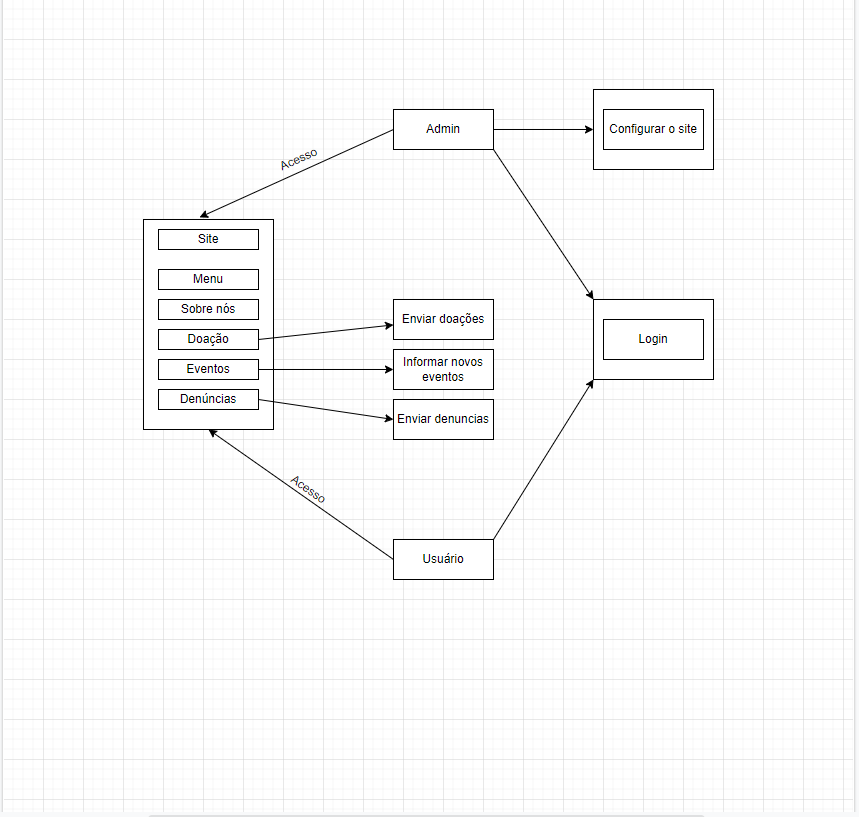 Admin
Configurar o site
Acesso
Site
Menu
Sobre nós
Doação
Eventos
Denúncias
Enviar doações
Informar novos
eventos
Enviar denuncias
Login
Acesso
Usuário